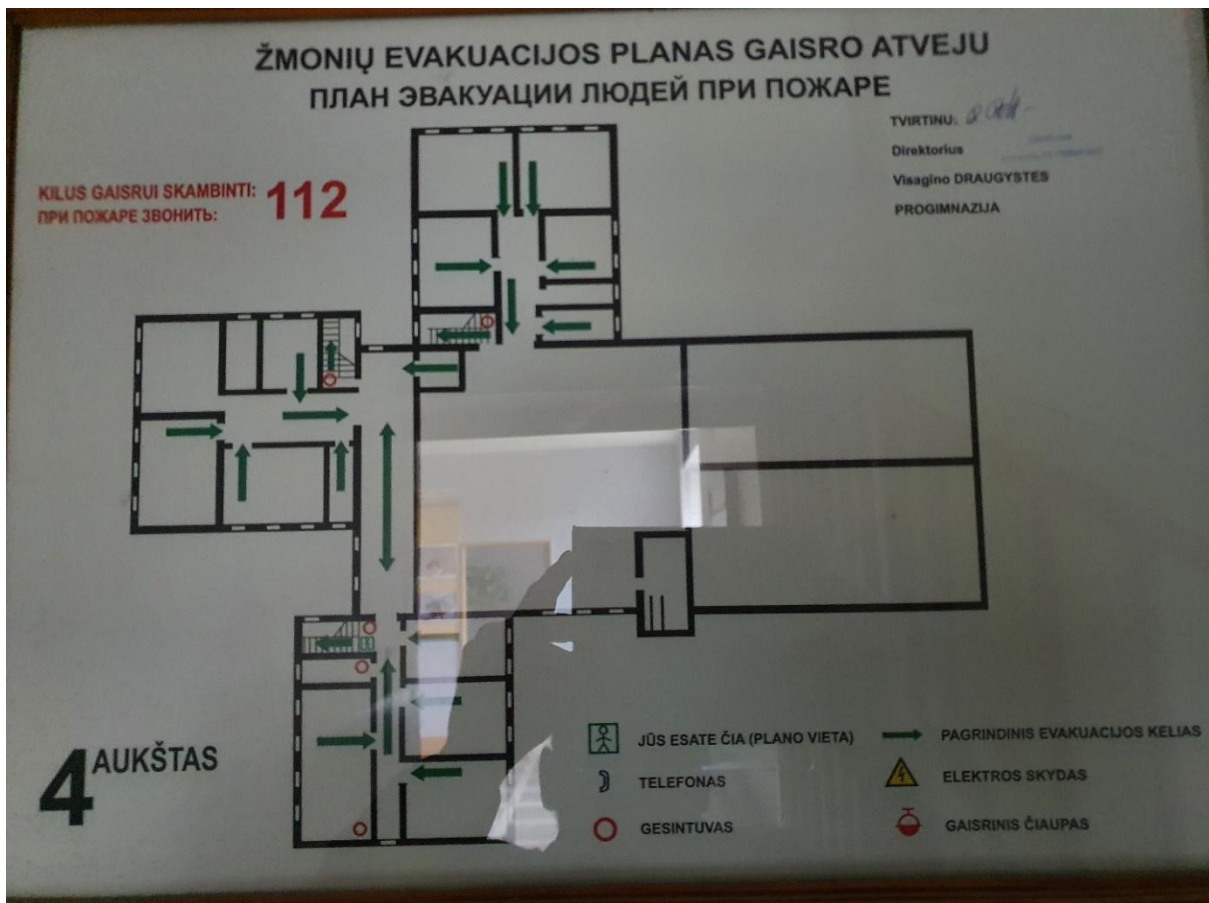 ŽMONIŲ EVAKUACIJOS PLANAS GAISRO ATVEJU
ПЛАН ЭВАКУАЦИИ ЛЮДЕЙ ПРИ ПОЖАРЕ
TVIRTINU:
Direktorius
Visagino DRAUGYSTES
PROGIMNAZIJA
KILUS GAISRUI SKAMBINTI: 112
ПРИ ПОЖАРЕ ЗВОНИТЬ:
4 AUKŠTAS
JŪS ESATE ČIA (PLANO VIETA)
TELEFONAS
GESINTUVAS
PAGRINDINIS EVAKUACIJOS KELIAS
ELEKTROS SKYDAS
GAISRINIS ČIAUPAS